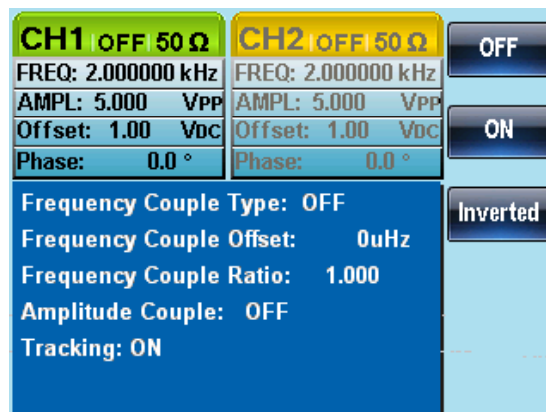 CH1 OFF 50 Ω
FREQ: 2.000000 kHz
AMPL: 5.000 VPP
Offset: 1.00 VDC
Phase: 0.0 °
CH2 OFF 50 Ω
FREQ: 2.000000 kHz
AMPL: 5.000 VPP
Offset: 1.00 VDC
Phase: 0.0 °
Frequency Couple Type: OFF
Frequency Couple Offset: 0uHz
Frequency Couple Ratio: 1.000
Amplitude Couple: OFF
Tracking: ON
OFF
ON
Inverted